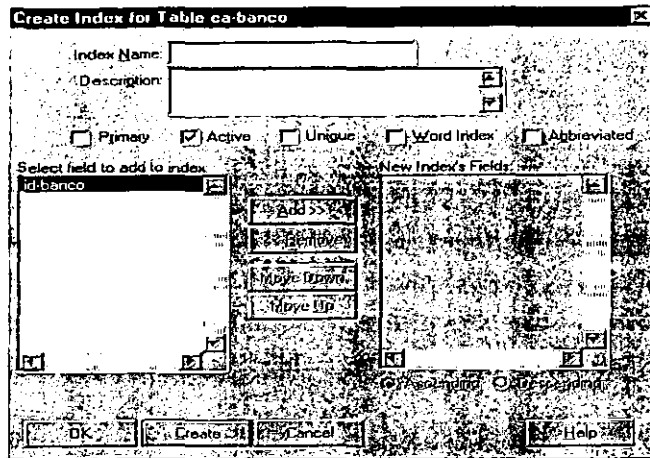 Create Index for Table ca-banco
Index Name:
Description:
Primary
Active
Unique
Word Index
Abbreviated
Select field to add to index
id-banco
New Index's Fields:
Add >>
<< Remove
Move Down
Move Up
Ascending
Descending
OK
Create
Cancel
Help